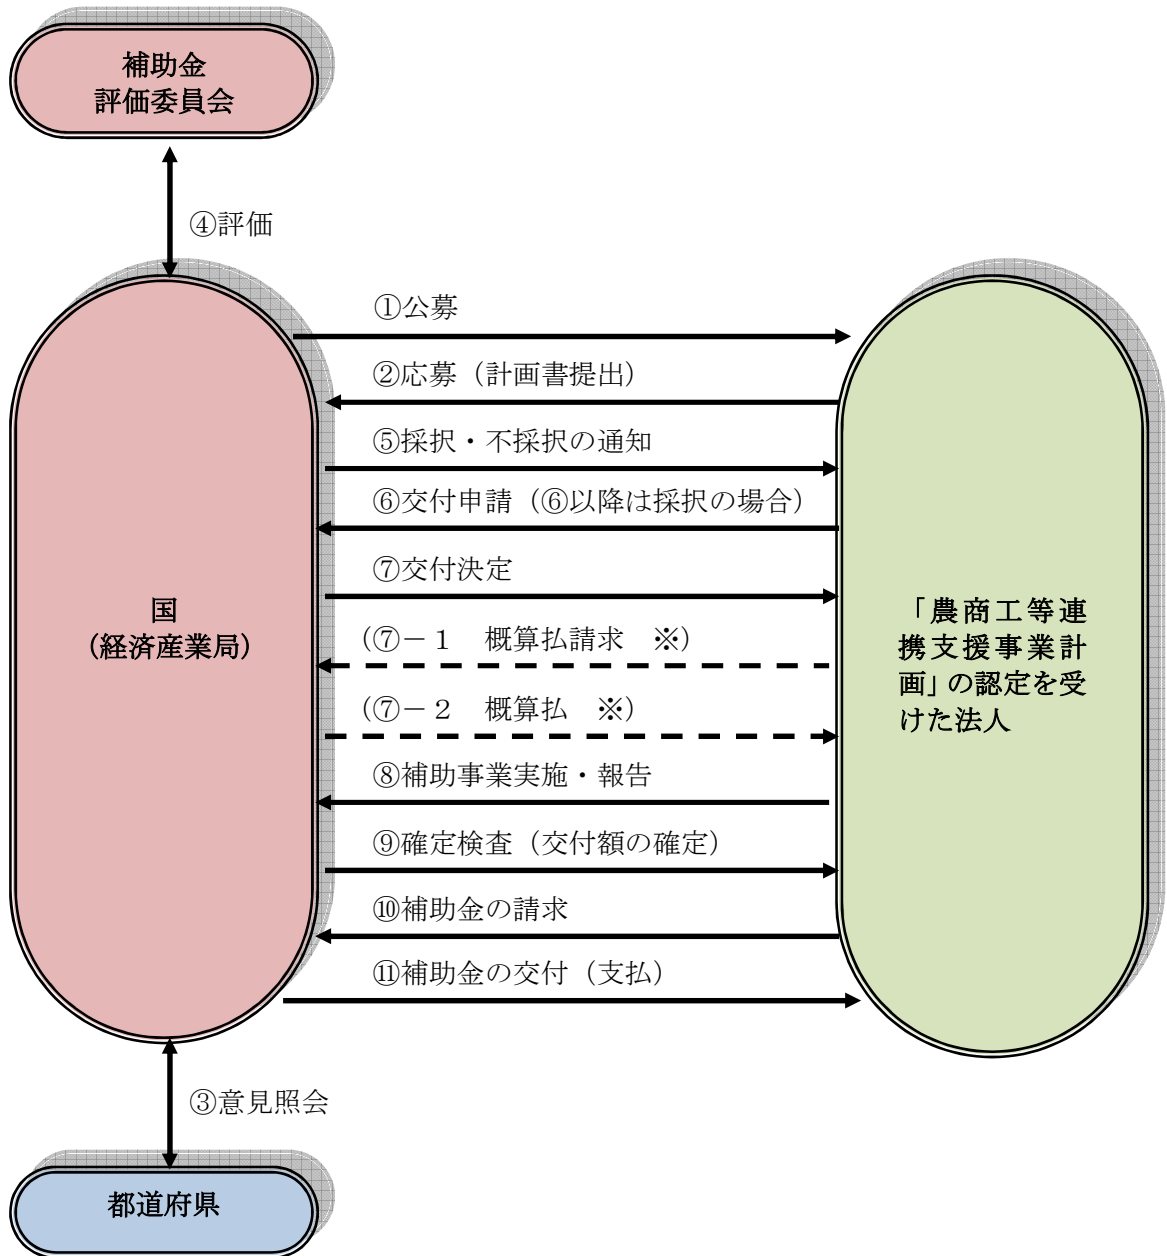 補助金
評価委員会
④評価
①公募
②応募（計画書提出）
⑤採択・不採択の通知
⑥交付申請（⑥以降は採択の場合）
⑦交付決定
（⑦－１　概算払請求　※）
（⑦－２　概算払　※）
⑧補助事業実施・報告
⑨確定検査（交付額の確定）
⑩補助金の請求
⑪補助金の交付（支払）
国
（経済産業局）
「農商工等連
携支援事業計
画」の認定を受
けた法人
③意見照会
都道府県